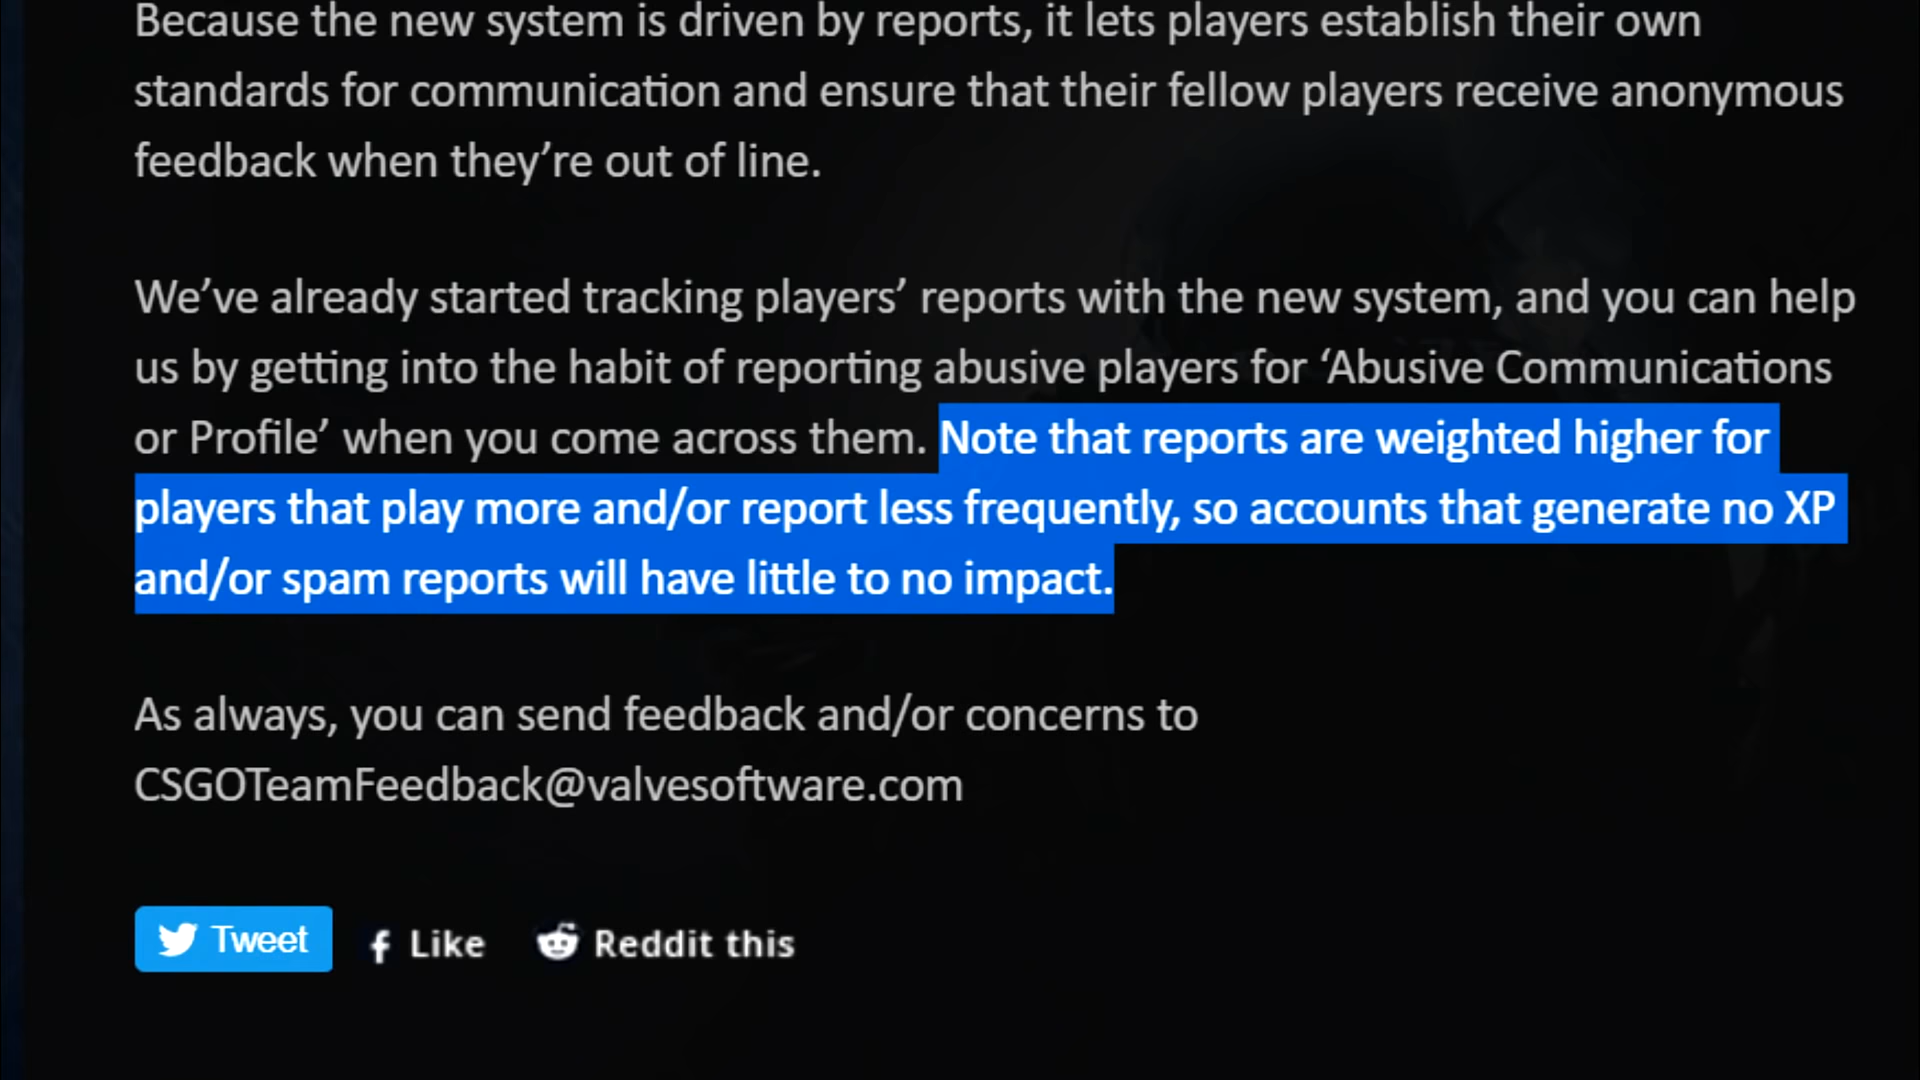 Because the new system is driven by reports, it lets players establish their own
standards for communication and ensure that their fellow players receive anonymous
feedback when they’re out of line.
We’ve already started tracking players’ reports with the new system, and you can help
us by getting into the habit of reporting abusive players for ‘Abusive Communications
or Profile’ when you come across them. Note that reports are weighted higher for
players that play more and/or report less frequently, so accounts that generate no XP
and/or spam reports will have little to no impact.
As always, you can send feedback and/or concerns to
CSGOTeamFeedback@valvesoftware.com
Tweet Like Reddit this